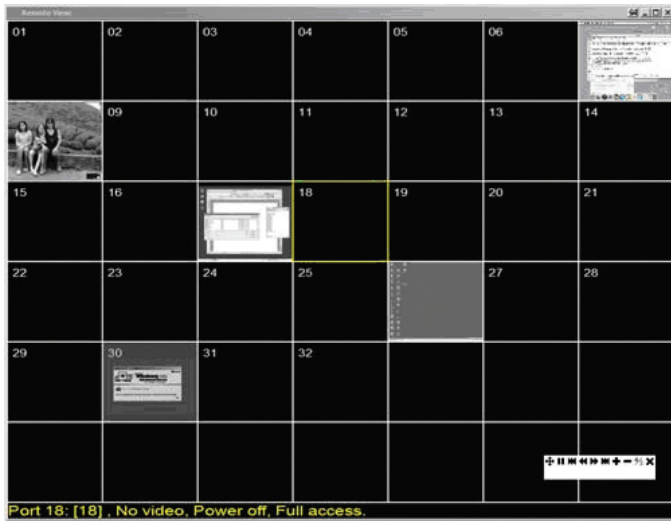 Remote View
01 02 03 04 05 06
09 10 11 12 13 14
15 16 18 19 20 21
22 23 24 25 27 28
29 30 31 32
Windows
Port 18: [18] , No video, Power off, Full access.